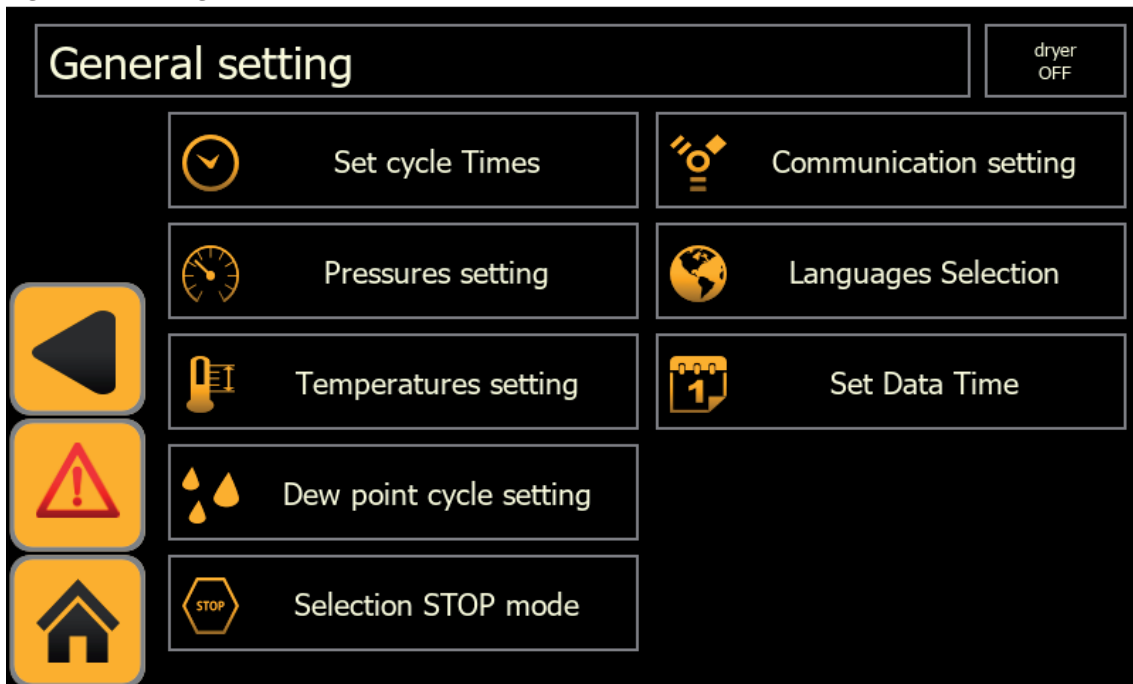 General setting
dryer
OFF
Set cycle Times
Communication setting
Pressures setting
Languages Selection
Temperatures setting
1
Set Data Time
Dew point cycle setting
STOP
Selection STOP mode